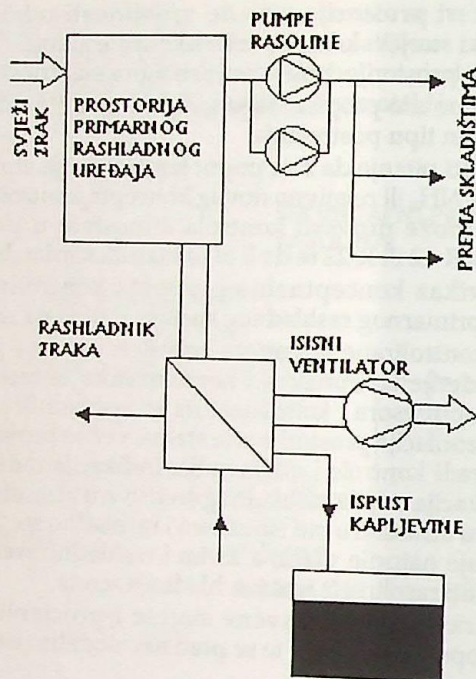 PUMPE
RASOLINE
SVJEŽI
ZRAK
PROSTORIJA
PRIMARNOG
RASHLADNOG
UREĐAJA
PREMA SKLADIŠTIMA
RASHLADNIK
ZRAKA
ISISNI
VENTILATOR
ISPUST
KAPLJEVINE